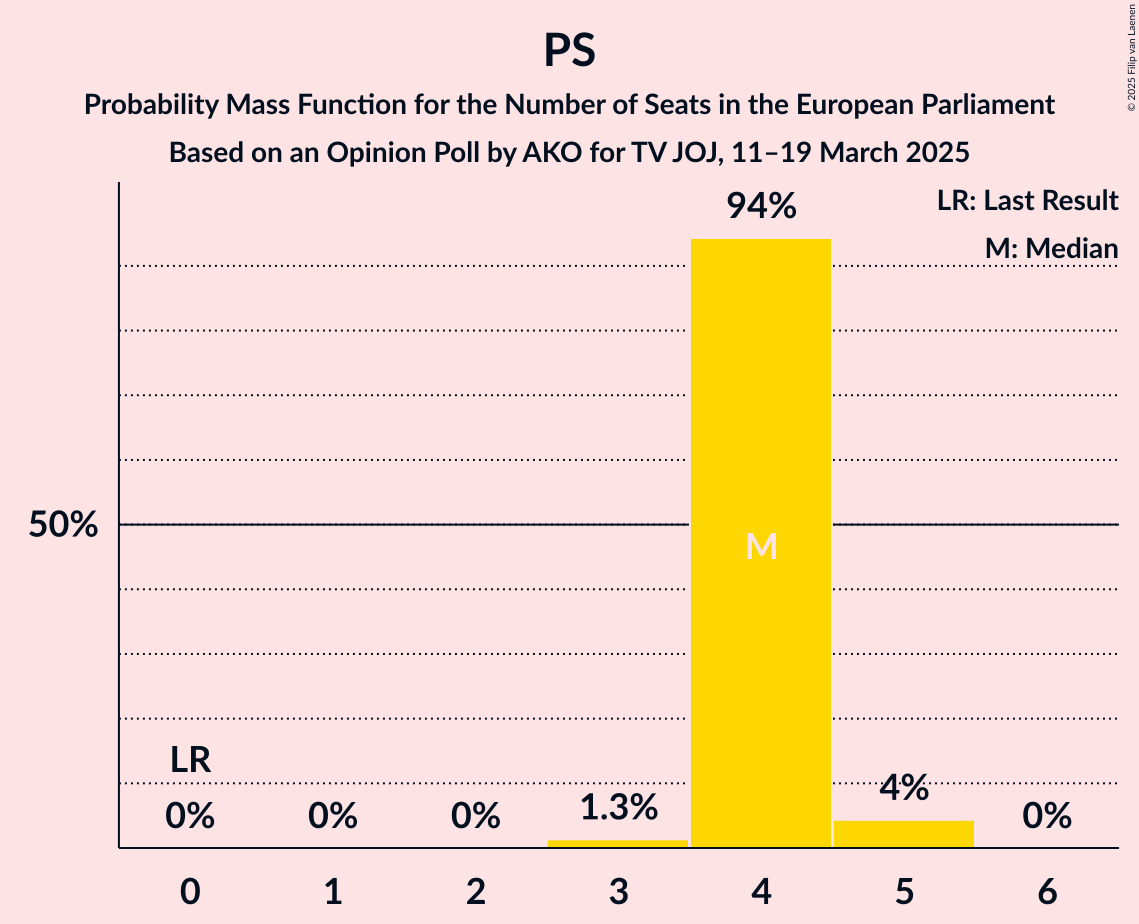 PS
Probability Mass Function for the Number of Seats in the European Parliament
Based on an Opinion Poll by AKO for TV JOJ, 11–19 March 2025
© 2025 Filip van Laenen
LR: Last Result
M: Median
94%
50%
M
LR
0%
0%
0%
1.3%
4%
0%
0
1
2
3
4
5
6